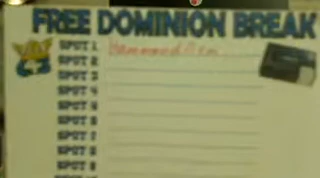 FREE DOMINION BREAK
SPOT 1
SPOT 2
SPOT 3
SPOT 4
SPOT 5
SPOT 6
SPOT 7
SPOT 8
SPOT 9